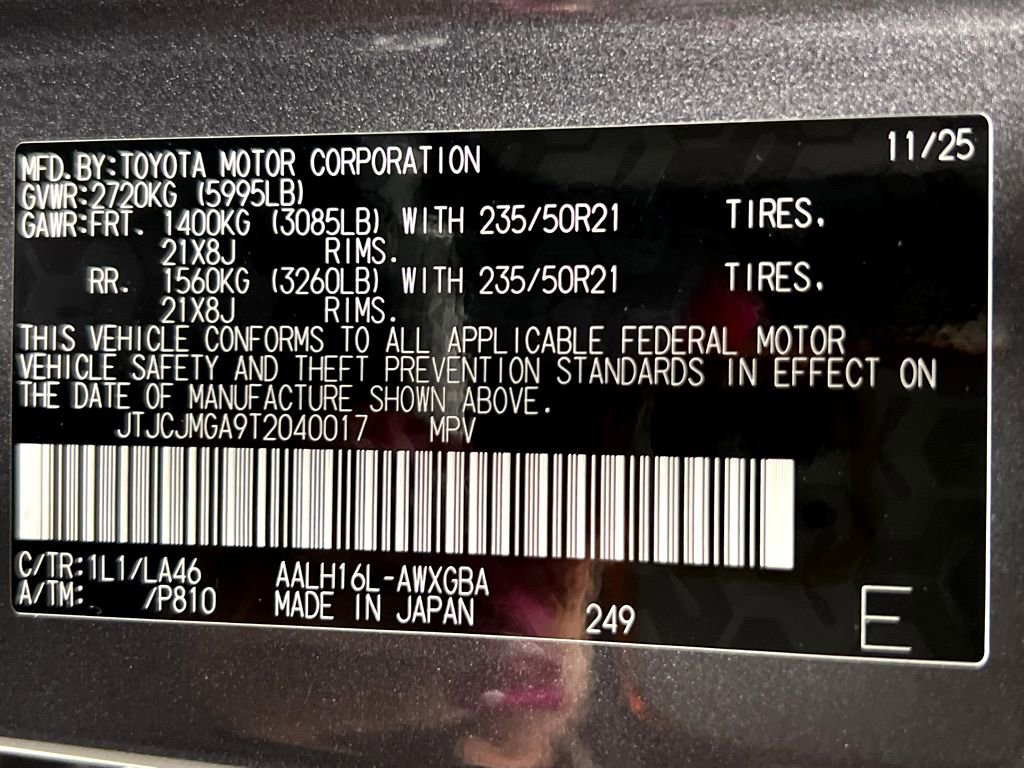 11/25
MFD.BY:TOYOTA MOTOR CORPORATION
GVWR:2720KG (5995LB)
GAWR:FRT. 1400KG (3085LB) WITH 235/50R21 TIRES.
21X8J RIMS.
RR. 1560KG (3260LB) WITH 235/50R21 TIRES.
21X8J RIMS.
THIS VEHICLE CONFORMS TO ALL APPLICABLE FEDERAL MOTOR
VEHICLE SAFETY AND THEFT PREVENTION STANDARDS IN EFFECT ON
THE DATE OF MANUFACTURE SHOWN ABOVE.
JTJCJMGA9T2040017 MPV
C/TR:1L1/LA46 AALH16L-AWXGBA
A/TM: /P810 MADE IN JAPAN 249 E